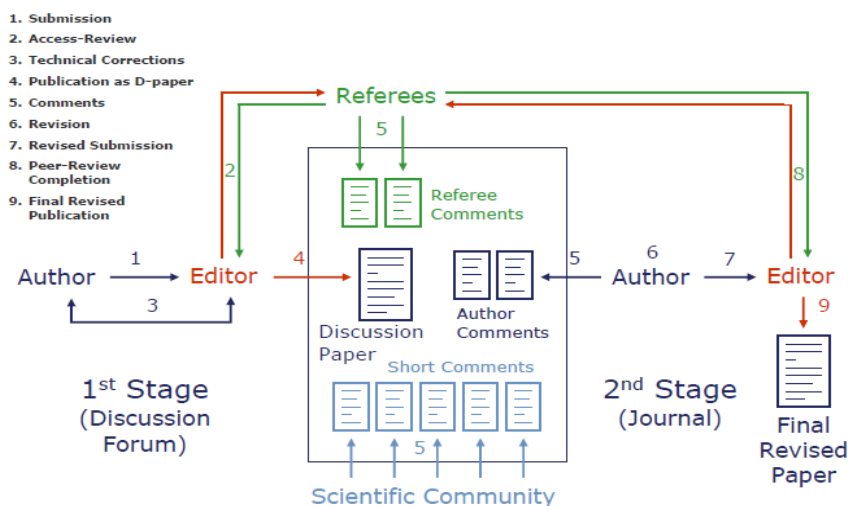 1. Submission
2. Access-Review
3. Technical Corrections
4. Publication as D-paper
5. Comments
6. Revision
7. Revised Submission
8. Peer-Review
Completion
9. Final Revised
Publication
Referees
5
2
8
Referee
Comments
1
Author
Editor
4
3
5
6
Author
7
Editor
9
Discussion
Paper
Author
Comments
Short Comments
1st Stage
(Discussion
Forum)
2nd Stage
(Journal)
Final
Revised
Paper
5
Scientific Community